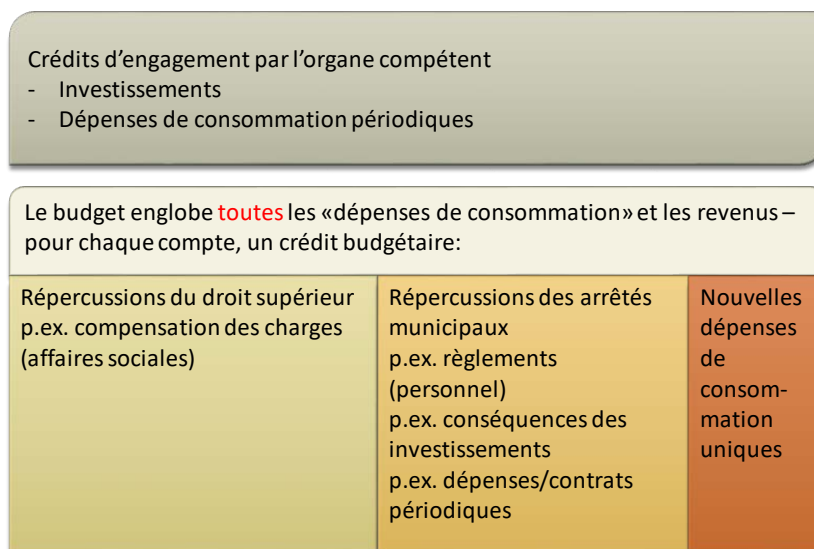 Crédits d’engagement par l’organe compétent
- Investissements
- Dépenses de consommation périodiques
Le budget englobe toutes les «dépenses de consommation» et les revenus –
pour chaque compte, un crédit budgétaire:
Répercussions du droit supérieur
p.ex. compensation des charges
(affaires sociales)
Répercussions des arrêtés
municipaux
p.ex. règlements
(personnel)
p.ex. conséquences des
investissements
p.ex. dépenses/contrats
périodiques
Nouvelles
dépenses
de
consom-
mation
uniques